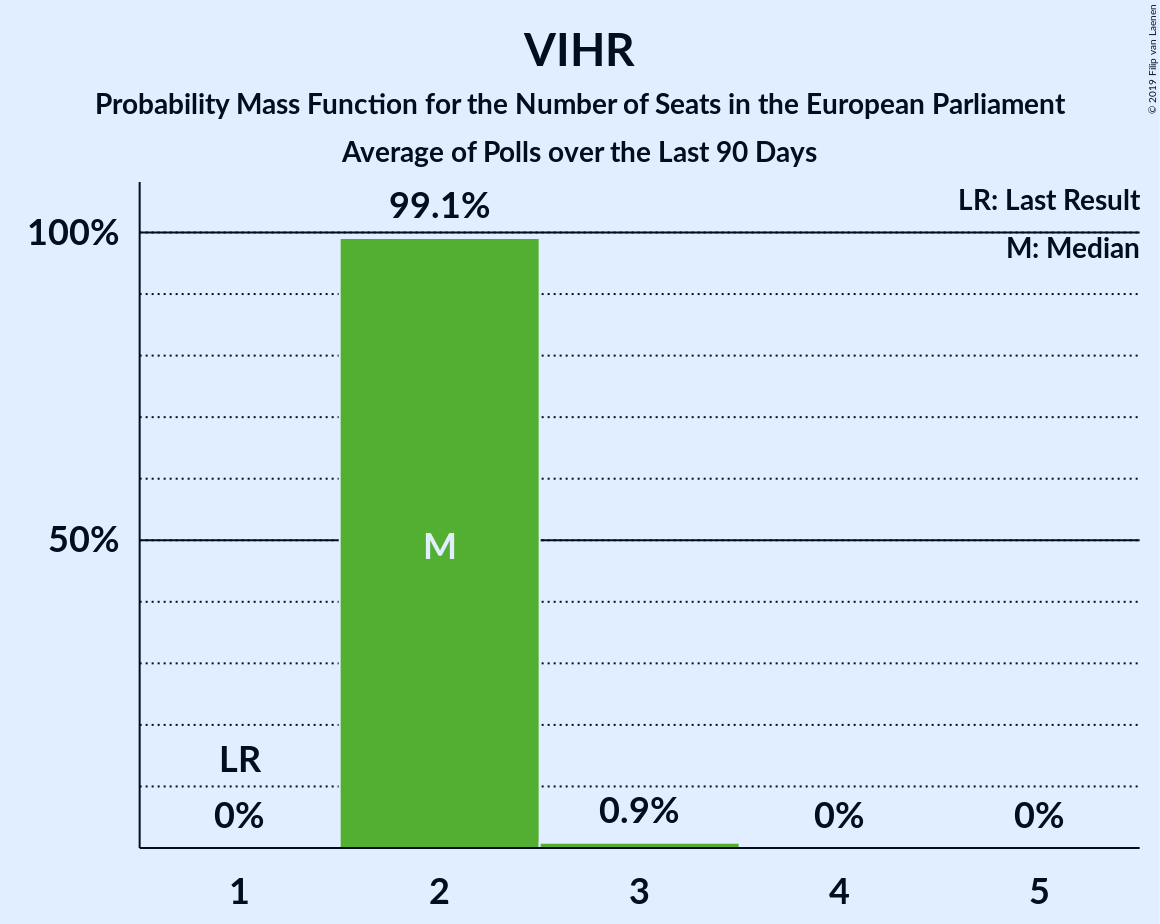 VIHR
Probability Mass Function for the Number of Seats in the European Parliament
Average of Polls over the Last 90 Days
© 2019 Filip van Laenen
LR: Last Result
M: Median
99.1%
100%
50%
M
LR
0%
0.9%
0%
0%
1 2 3 4 5